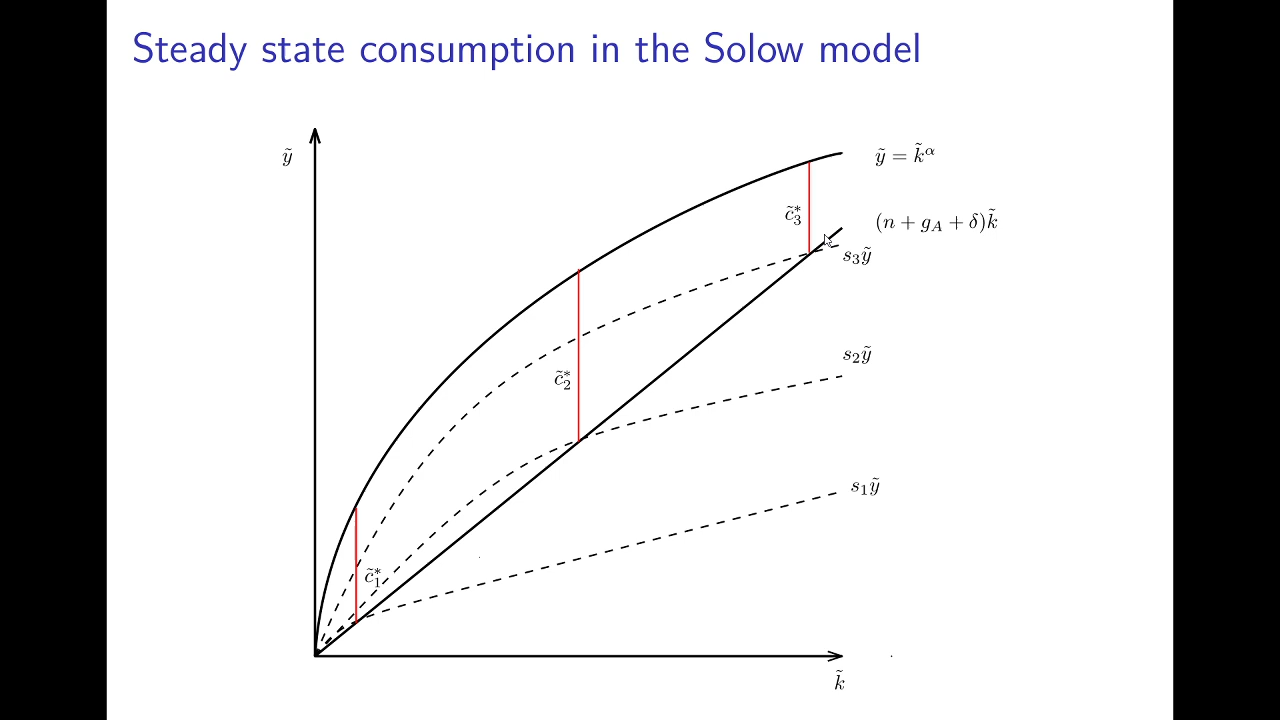 Steady state consumption in the Solow model
ỹ
ỹ = k̃^α
(n + g_A + δ)k̃
c̃₃*
s₃ỹ
s₂ỹ
c̃₂*
s₁ỹ
c̃₁*
k̃